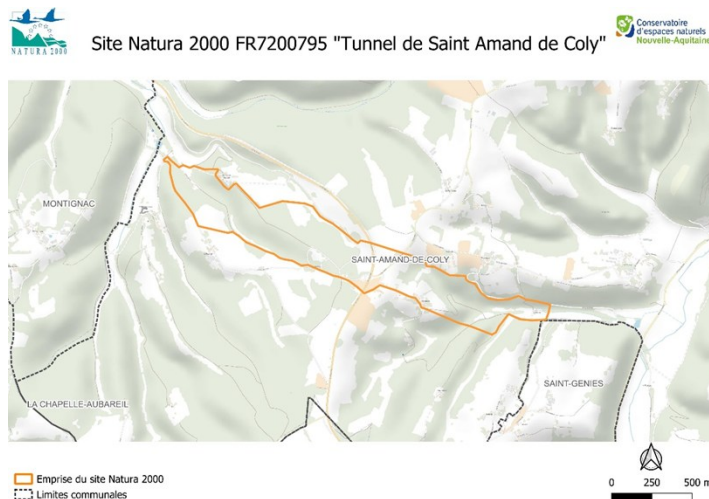 NATURA 2000
Site Natura 2000 FR7200795 "Tunnel de Saint Amand de Coly"
Conservatoire
d'espaces naturels
Nouvelle-Aquitaine
MONTIGNAC
SAINT-AMAND-DE-COLY
SAINT-GENIES
LA CHAPELLE-AUBAREIL
Emprise du site Natura 2000
Limites communales
0 250 500 m